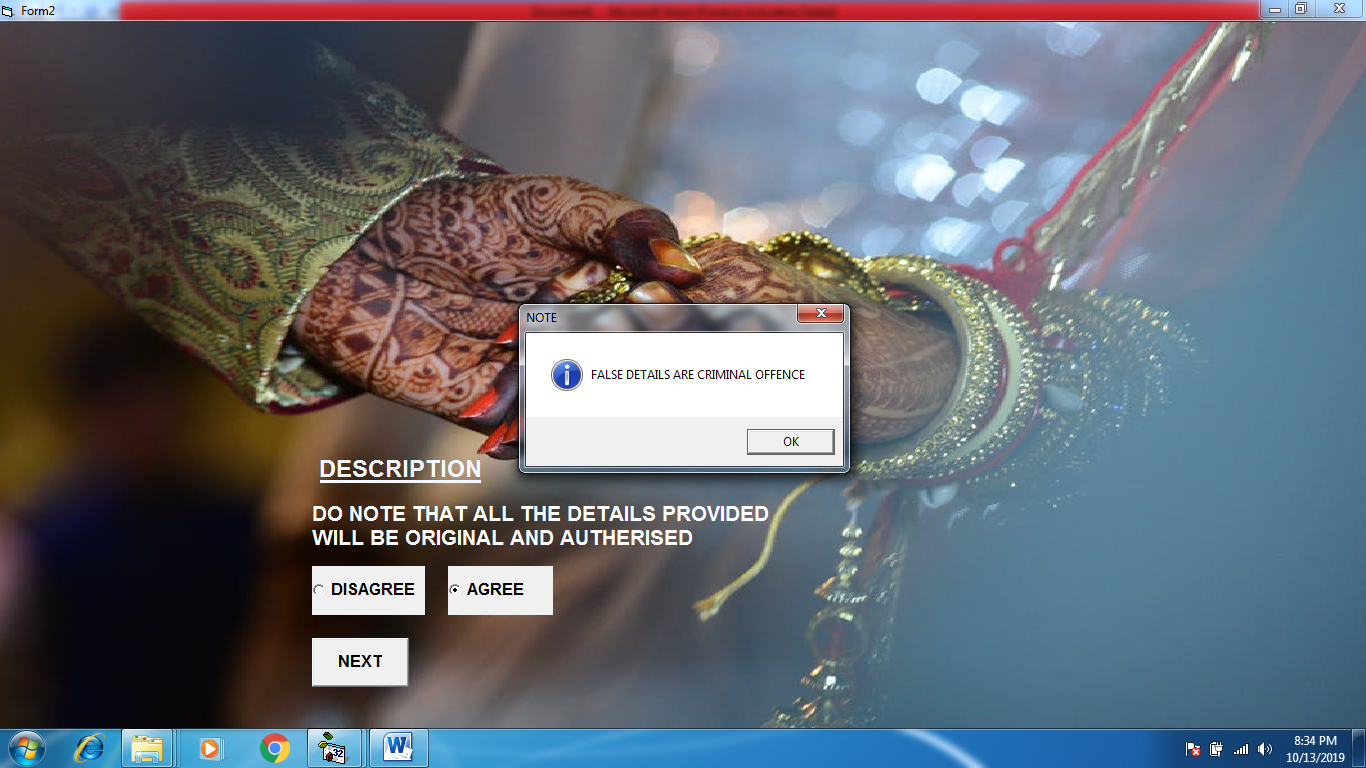 Form2
NOTE
FALSE DETAILS ARE CRIMINAL OFFENCE
OK
DESCRIPTION
DO NOTE THAT ALL THE DETAILS PROVIDED
WILL BE ORIGINAL AND AUTHERISED
DISAGREE AGREE
NEXT
32
8:34 PM
10/13/2019